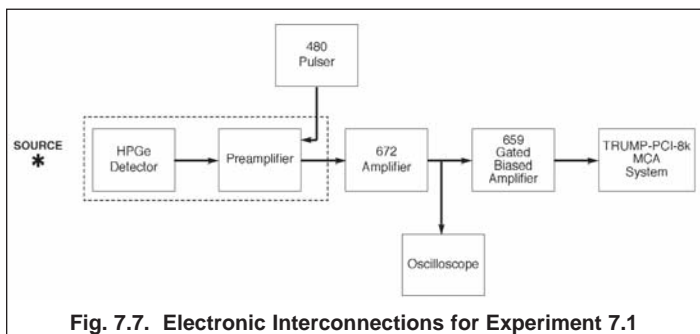 480
Pulser
SOURCE
*
HPGe
Detector
Preamplifier
672
Amplifier
659
Gated
Biased
Amplifier
TRUMP-PCI-8k
MCA
System
Oscilloscope
Fig. 7.7. Electronic Interconnections for Experiment 7.1